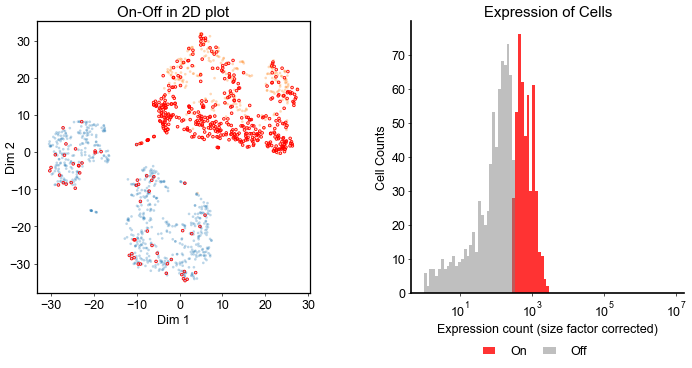 On-Off in 2D plot
30
20
10
0
−10
−20
−30
Dim 2
−30 −20 −10 0 10 20 30
Dim 1
Expression of Cells
70
60
50
40
30
20
10
0
Cell Counts
10^1 10^3 10^5 10^7
Expression count (size factor corrected)
On Off